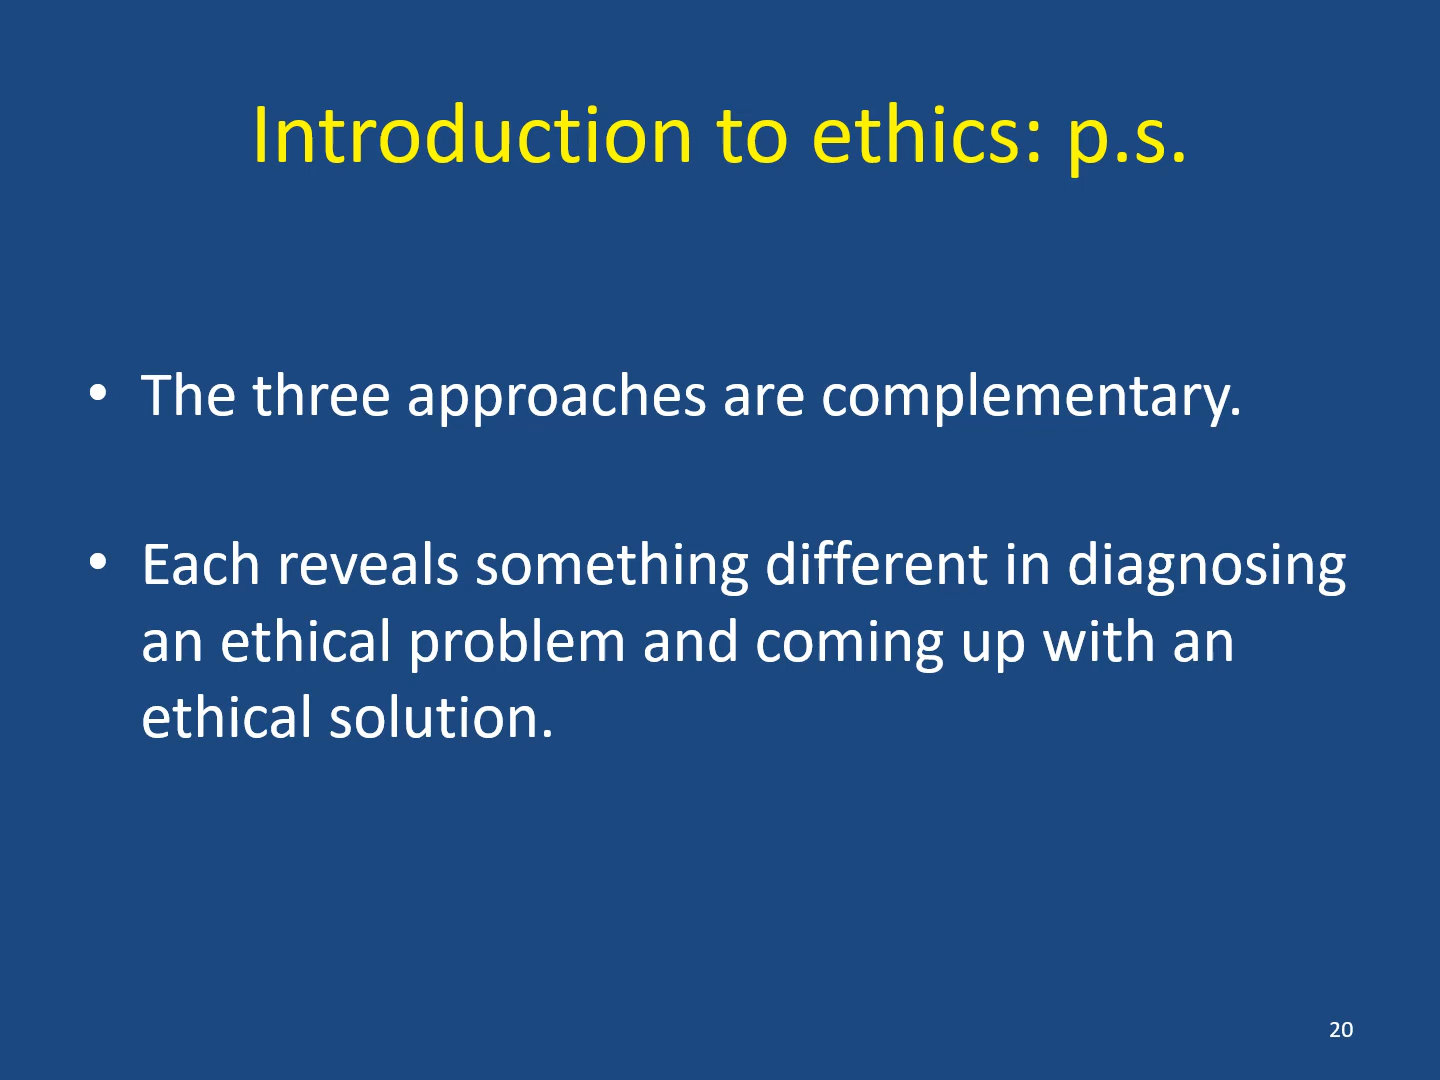 Introduction to ethics: p.s.
• The three approaches are complementary.
• Each reveals something different in diagnosing
an ethical problem and coming up with an
ethical solution.
20